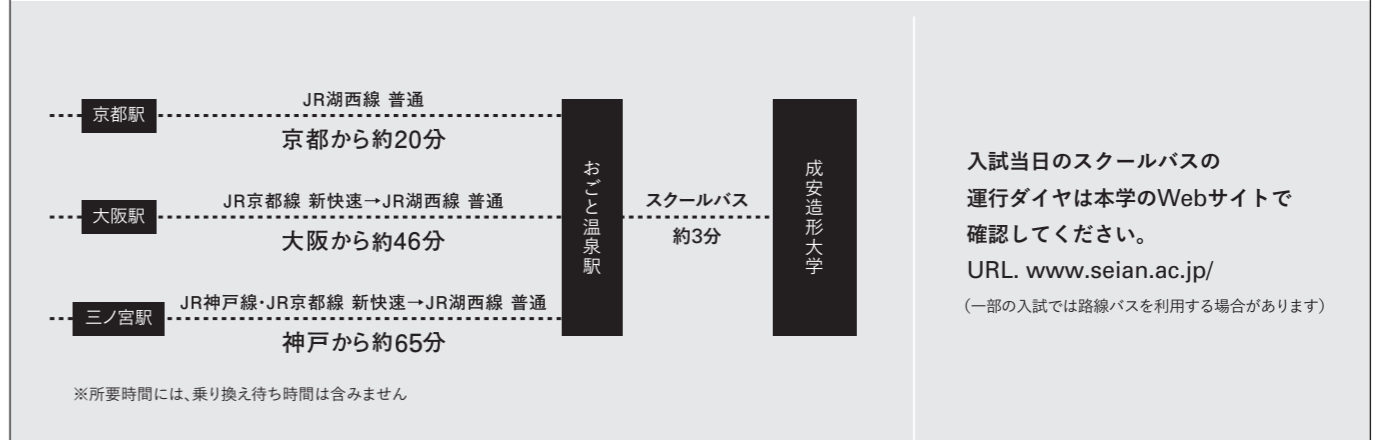 京都駅
JR湖西線 普通
京都から約20分
大阪駅
JR京都線 新快速→JR湖西線 普通
大阪から約46分
三ノ宮駅
JR神戸線・JR京都線 新快速→JR湖西線 普通
神戸から約65分
おごと温泉駅
スクールバス
約3分
成安造形大学
※所要時間には、乗り換え待ち時間は含みません
入試当日のスクールバスの
運行ダイヤは本学のWebサイトで
確認してください。
URL. www.seian.ac.jp/
（一部の入試では路線バスを利用する場合があります）